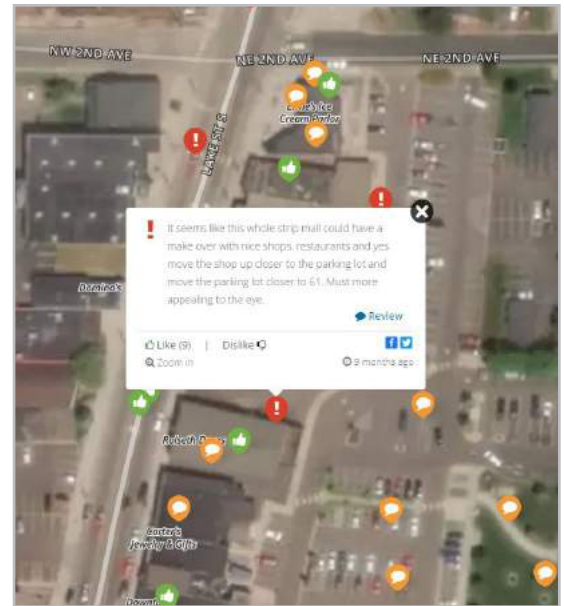 NW 2ND AVE
NE 2ND AVE
NE 2ND AVE
LAKE ST S
Cream Parlor
It seems like this whole strip mall could have a
make over with nice shops, restaurants and yes
move the shop up closer to the parking lot and
move the parking lot closer to 61. Must more
appealing to the eye.
Review
Domino's
Like (9) | Dislike
Zoom in
9 months ago
Carter's
Jewelry & Gifts